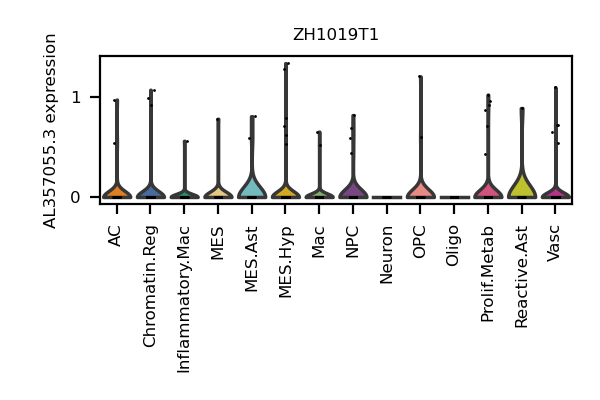 ZH1019T1
AL357055.3 expression
1
0
AC
Chromatin.Reg
Inflammatory.Mac
MES
MES.Ast
MES.Hyp
Mac
NPC
Neuron
OPC
Oligo
Prolif.Metab
Reactive.Ast
Vasc